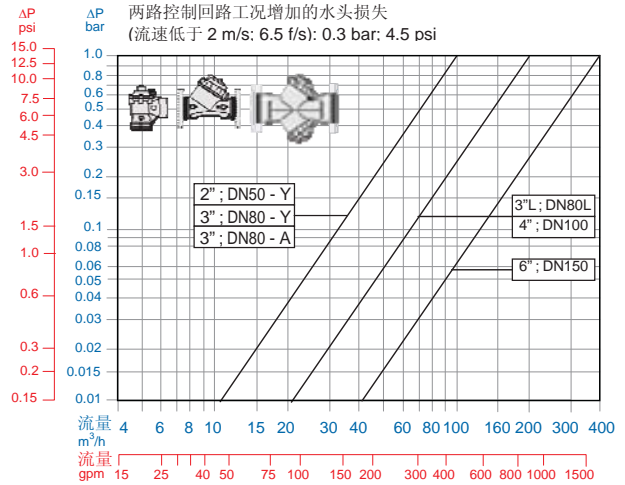 ΔP
psi
ΔP
bar
两路控制回路工况增加的水头损失
(流速低于 2 m/s; 6.5 f/s): 0.3 bar; 4.5 psi
15.0
12.5
10.0
7.5
6.0
4.5
3.0
1.5
1.0
0.6
0.3
0.2
0.15
1.0
0.8
0.6
0.5
0.4
0.3
0.2
0.15
0.1
0.08
0.06
0.05
0.04
0.03
0.02
0.015
0.01
2" ; DN50 - Y
3" ; DN80 - Y
3" ; DN80 - A
3"L ; DN80L
4" ; DN100
6" ; DN150
流量 m³/h 4 6 8 10 15 20 30 40 60 80 100 160 200 300 400
流量 gpm 15 25 40 50 75 100 150 200 300 400 600 800 1000 1500